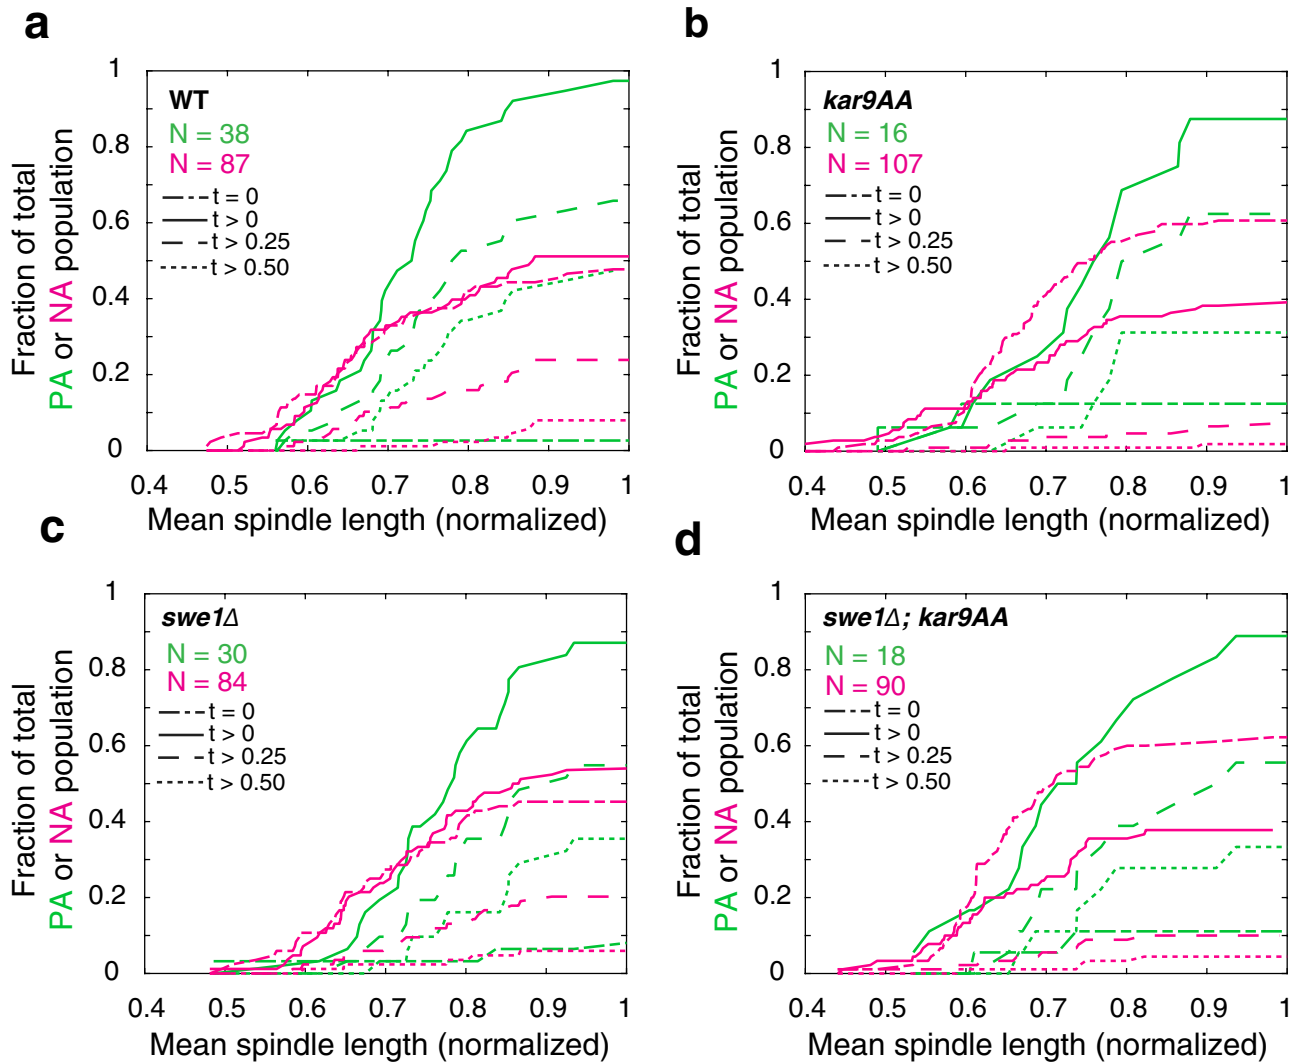 a
WT
N = 38
N = 87
t = 0
t > 0
t > 0.25
t > 0.50
Fraction of total
PA or NA population
1
0.8
0.6
0.4
0.2
0
0.4 0.5 0.6 0.7 0.8 0.9 1
Mean spindle length (normalized)
b
kar9AA
N = 16
N = 107
t = 0
t > 0
t > 0.25
t > 0.50
Fraction of total
PA or NA population
1
0.8
0.6
0.4
0.2
0
0.4 0.5 0.6 0.7 0.8 0.9 1
Mean spindle length (normalized)
c
swe1Δ
N = 30
N = 84
t = 0
t > 0
t > 0.25
t > 0.50
Fraction of total
PA or NA population
1
0.8
0.6
0.4
0.2
0
0.4 0.5 0.6 0.7 0.8 0.9 1
Mean spindle length (normalized)
d
swe1Δ; kar9AA
N = 18
N = 90
t = 0
t > 0
t > 0.25
t > 0.50
Fraction of total
PA or NA population
1
0.8
0.6
0.4
0.2
0
0.4 0.5 0.6 0.7 0.8 0.9 1
Mean spindle length (normalized)